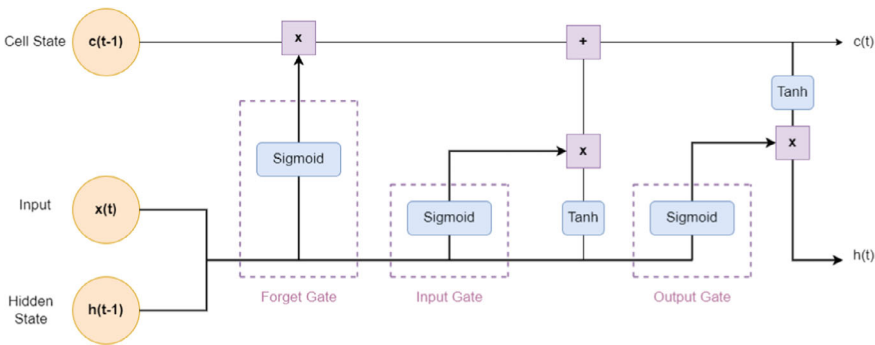 Cell State
c(t-1)
x
+
c(t)
Tanh
x
Sigmoid
x
Input
x(t)
Sigmoid
Tanh
Sigmoid
h(t)
Hidden
State
h(t-1)
Forget Gate
Input Gate
Output Gate